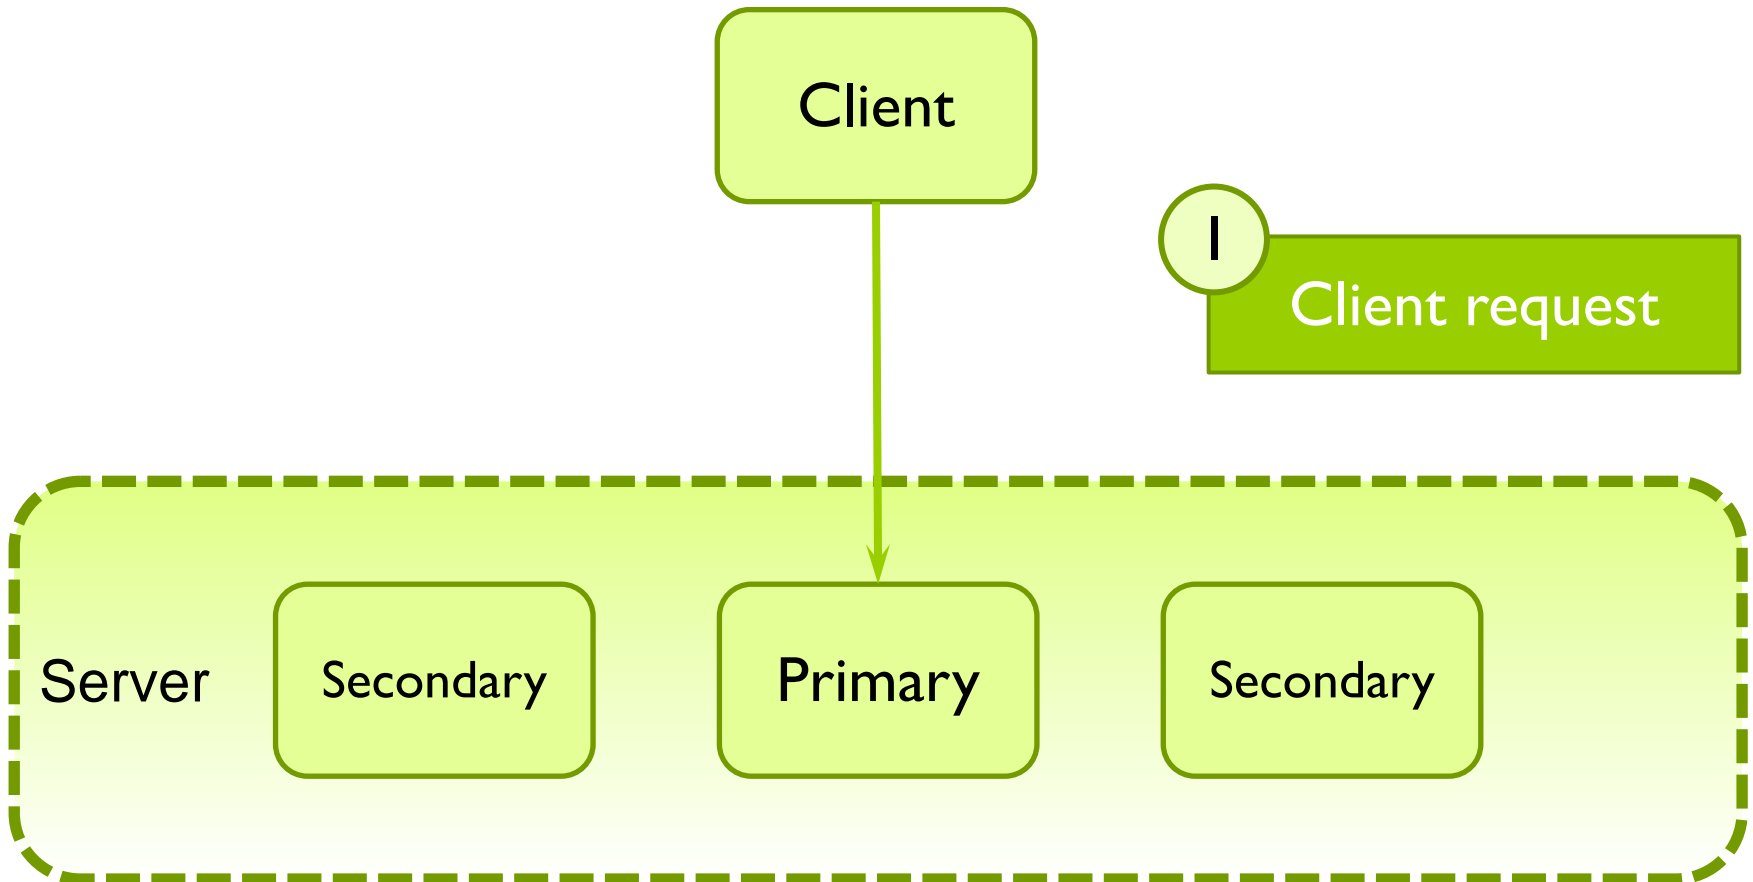 Client
1
Client request
Server
Secondary
Primary
Secondary